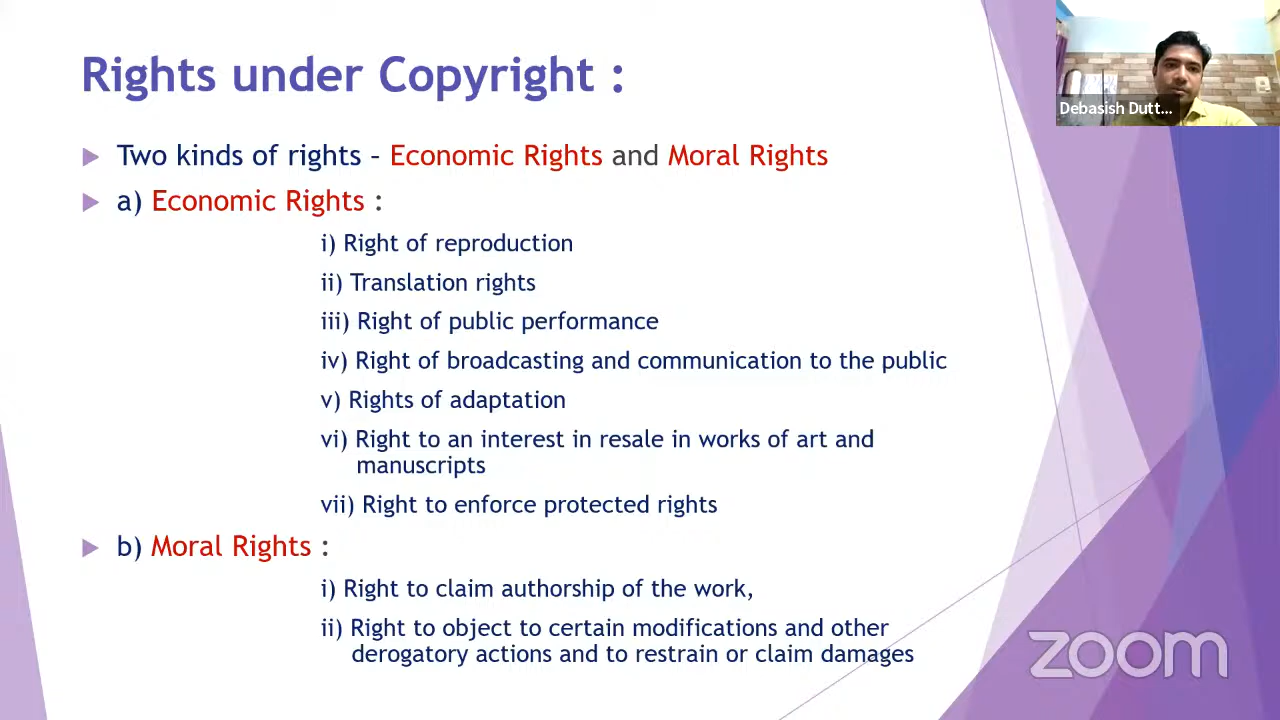 Rights under Copyright :
Debasish Dutt...
Two kinds of rights – Economic Rights and Moral Rights
a) Economic Rights :
i) Right of reproduction
ii) Translation rights
iii) Right of public performance
iv) Right of broadcasting and communication to the public
v) Rights of adaptation
vi) Right to an interest in resale in works of art and
manuscripts
vii) Right to enforce protected rights
b) Moral Rights :
i) Right to claim authorship of the work,
ii) Right to object to certain modifications and other
derogatory actions and to restrain or claim damages
zoom